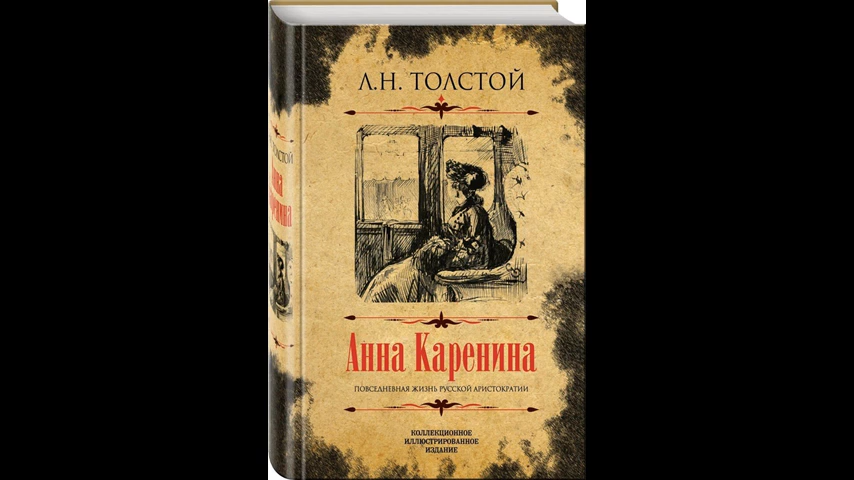 Л.Н. ТОЛСТОЙ
Анна Каренина
ПОВСЕДНЕВНАЯ ЖИЗНЬ РУССКОЙ АРИСТОКРАТИИ
КОЛЛЕКЦИОННОЕ
ИЛЛЮСТРИРОВАННОЕ
ИЗДАНИЕ